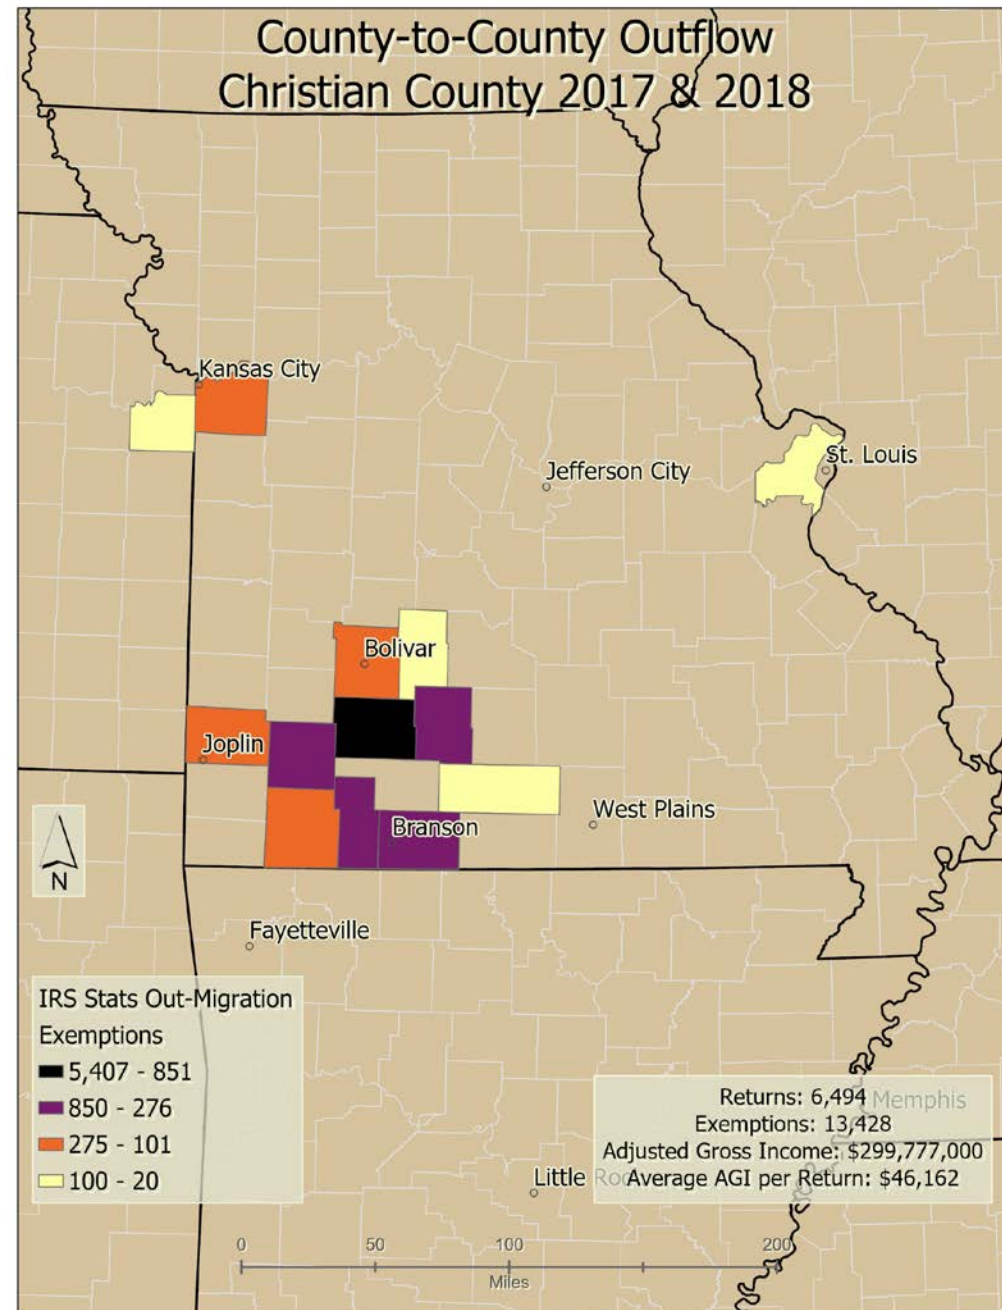 County-to-County Outflow
Christian County 2017 & 2018
Kansas City
St. Louis
Jefferson City
Bolivar
Joplin
West Plains
Branson
N
Fayetteville
IRS Stats Out-Migration
Exemptions
5,407 - 851
850 - 276
275 - 101
100 - 20
Returns: 6,494
Memphis
Exemptions: 13,428
Adjusted Gross Income: $299,777,000
Average AGI per Return: $46,162
Little Rock
0 50 100 200
Miles